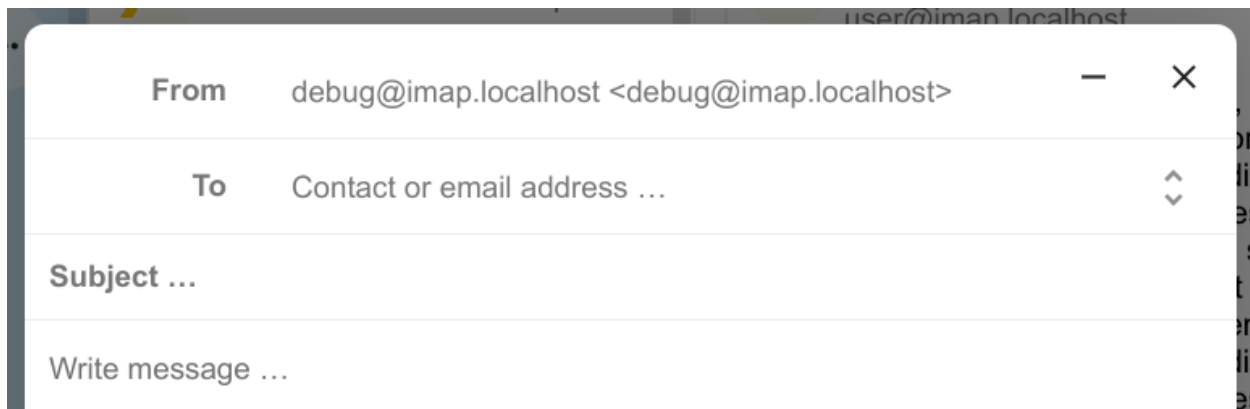 user@imap.localhost
From debug@imap.localhost <debug@imap.localhost>
To Contact or email address …
Subject …
Write message …